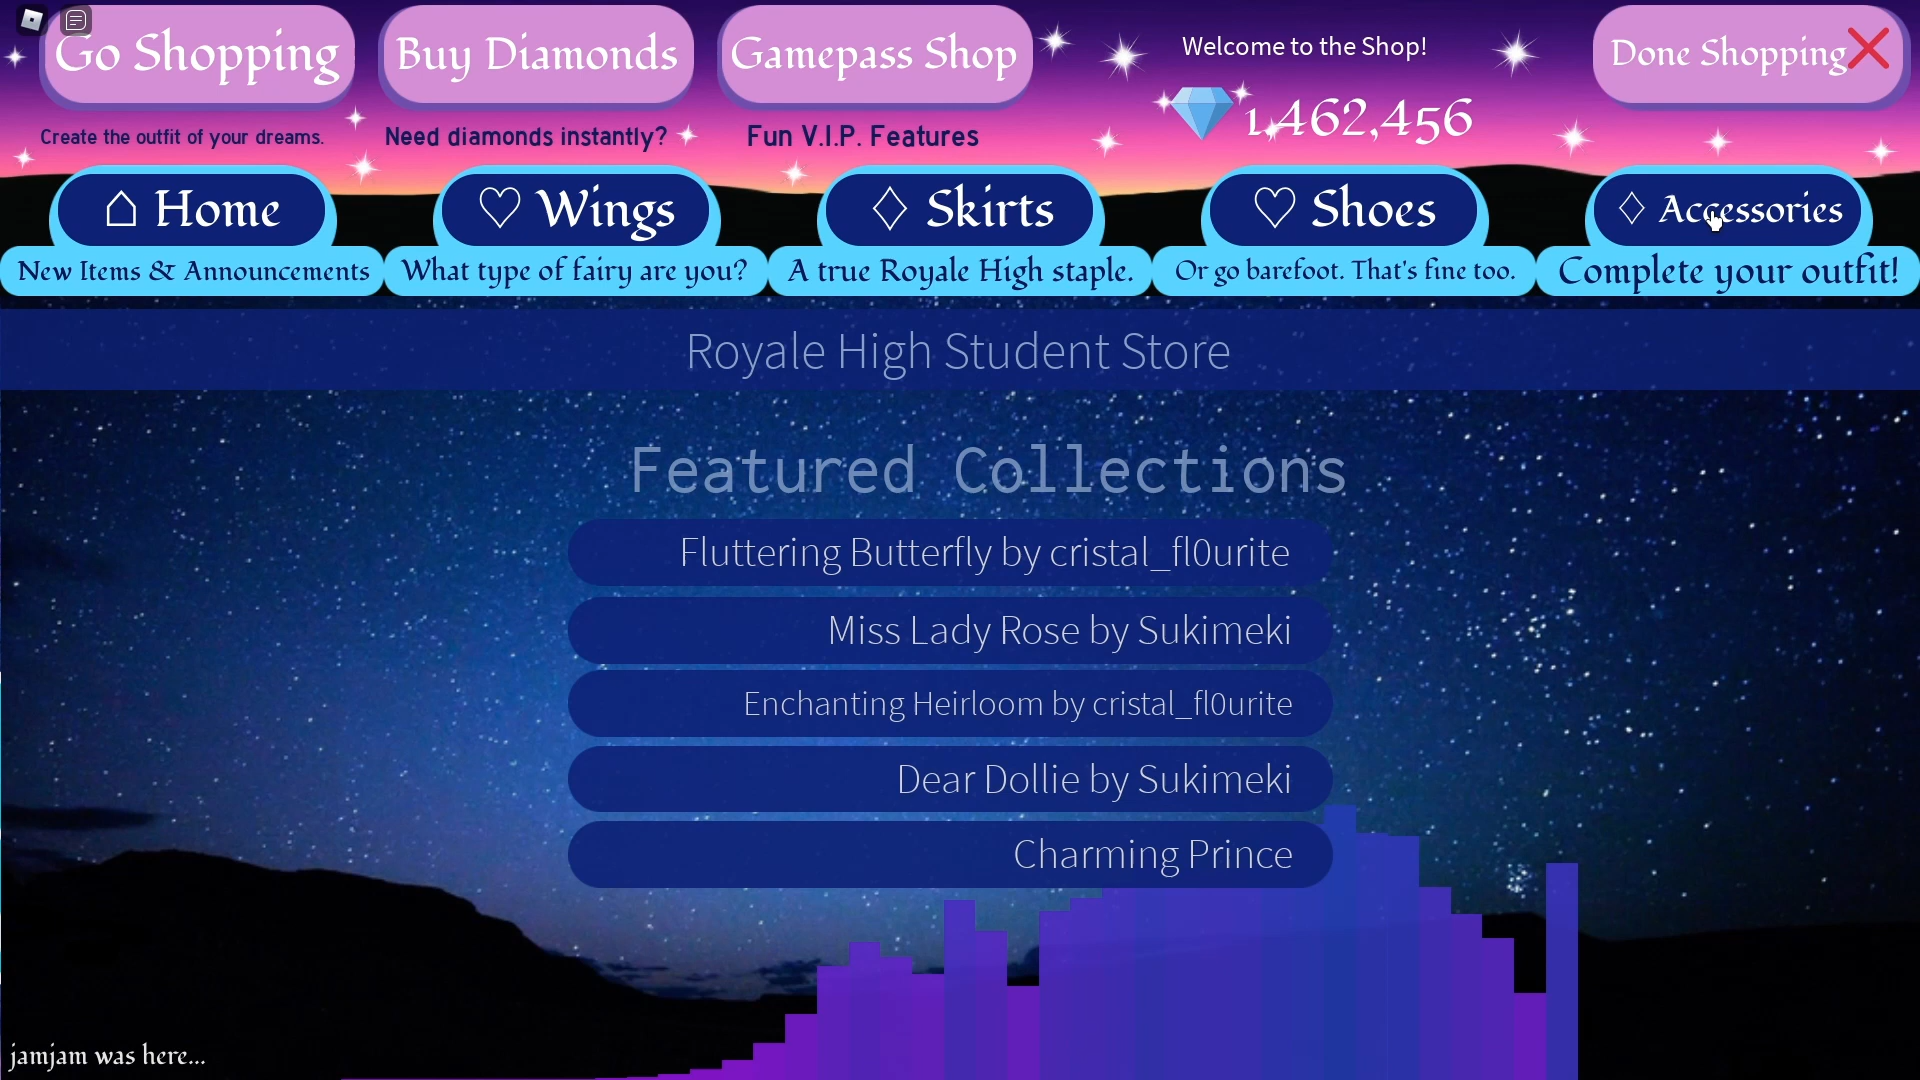 Go Shopping
Buy Diamonds
Gamepass Shop
Welcome to the Shop!
Done Shopping
1,462,456
Create the outfit of your dreams.
Need diamonds instantly?
Fun V.I.P. Features
Home
Wings
Skirts
Shoes
Accessories
New Items & Announcements
What type of fairy are you?
A true Royale High staple.
Or go barefoot. That's fine too.
Complete your outfit!
Royale High Student Store
Featured Collections
Fluttering Butterfly by cristal_fl0urite
Miss Lady Rose by Sukimeki
Enchanting Heirloom by cristal_fl0urite
Dear Dollie by Sukimeki
Charming Prince
jamjam was here...